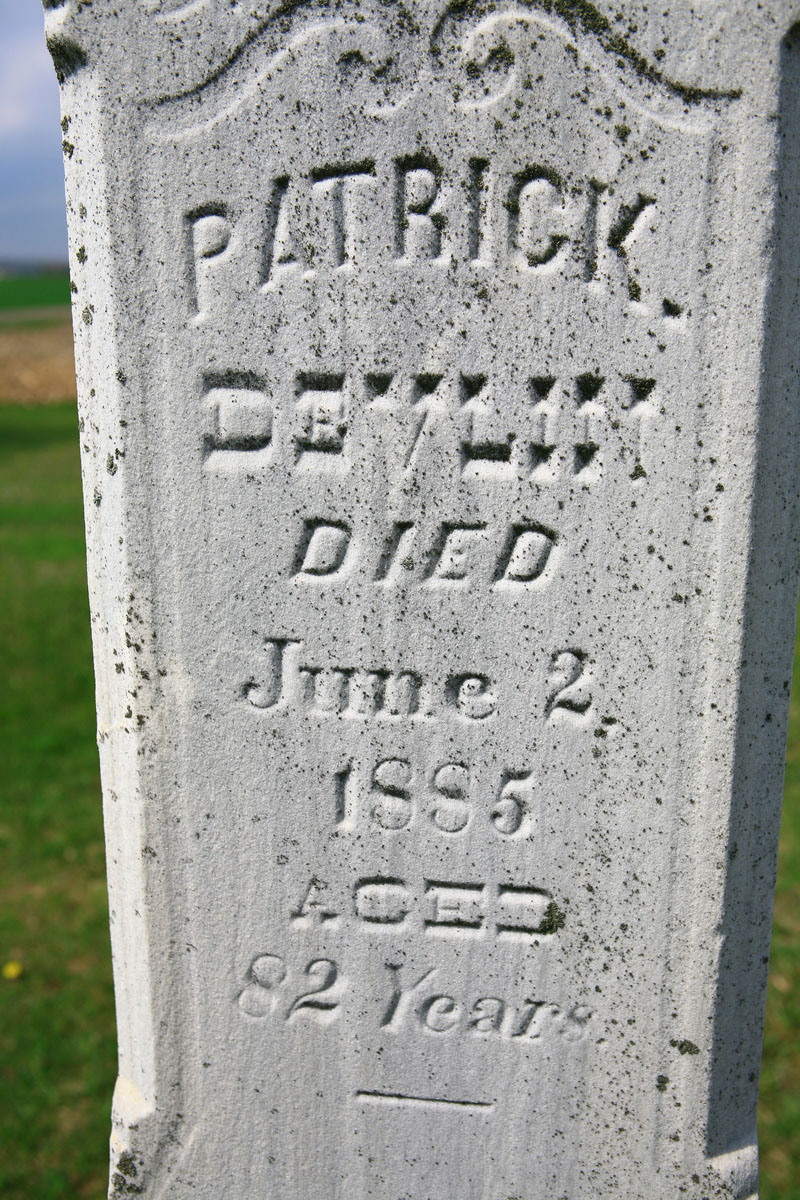 PATRICK.
DEVLIN
DIED
June 2.
1885
AGED
82 Years.